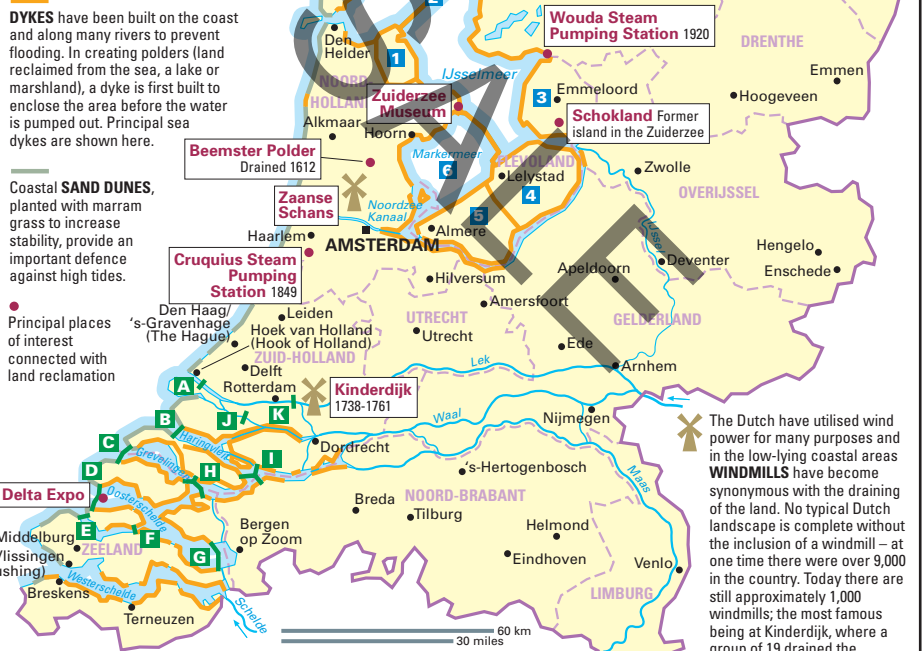 DYKES have been built on the coast
and along many rivers to prevent
flooding. In creating polders (land
reclaimed from the sea, a lake or
marshland), a dyke is first built to
enclose the area before the water
is pumped out. Principal sea
dykes are shown here.
Coastal SAND DUNES,
planted with marram
grass to increase
stability, provide an
important defence
against high tides.
Principal places
of interest
connected with
land reclamation
2
Den
Helder
1
NOORD-
HOLLAND
IJsselmeer
Wouda Steam
Pumping Station 1920
DRENTHE
Emmen
Hoogeveen
Zuiderzee
Museum
3
Emmeloord
Schokland Former
island in the Zuiderzee
Alkmaar
Hoorn
Beemster Polder
Drained 1612
Markermeer
6
FLEVOLAND
Lelystad
4
Zwolle
OVERIJSSEL
Zaanse
Schans
Noordzee
Kanaal
5
Almere
IJssel
Haarlem
AMSTERDAM
Hengelo
Enschede
Cruquius Steam
Pumping
Station 1849
Hilversum
Apeldoorn
Deventer
Amersfoort
Den Haag/
's-Gravenhage
(The Hague)
Leiden
UTRECHT
Utrecht
GELDERLAND
Hoek van Holland
(Hook of Holland)
ZUID-HOLLAND
Delft
Ede
Lek
Arnhem
A
Rotterdam
Kinderdijk
1738-1761
J
K
B
Waal
Nijmegen
Haringvliet
Dordrecht
C
Grevelingen
H
I
D
's-Hertogenbosch
Maas
Delta Expo
Oosterschelde
Breda
NOORD-BRABANT
Tilburg
E
F
Middelburg
ZEELAND
Bergen
op Zoom
Helmond
G
Eindhoven
Venlo
Westerschelde
Breskens
LIMBURG
Terneuzen
Schelde
60 km
30 miles
The Dutch have utilised wind
power for many purposes and
in the low-lying coastal areas
WINDMILLS have become
synonymous with the draining
of the land. No typical Dutch
landscape is complete without
the inclusion of a windmill – at
one time there were over 9,000
in the country. Today there are
still approximately 1,000
windmills; the most famous
being at Kinderdijk, where a
group of 19 drained the